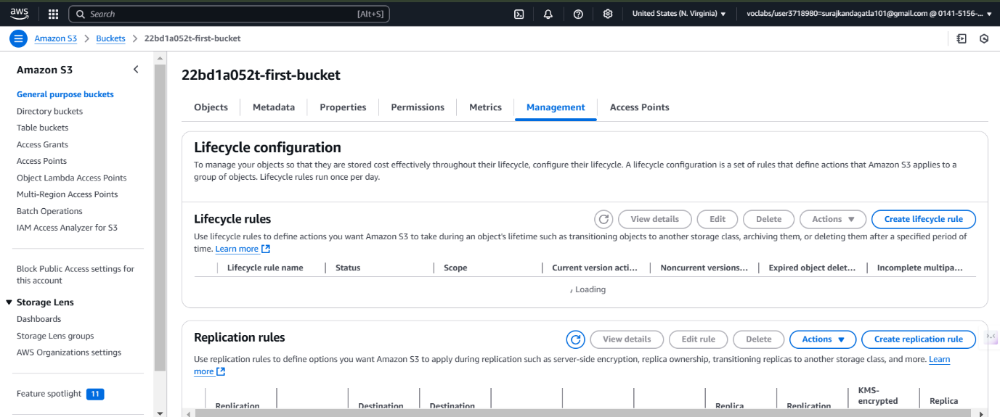 aws
Search [Alt+S]
United States (N. Virginia) ▼
voclabs/user3718980=surajkandagatla101@gmail.com @ 0141-5156-... ▼
Amazon S3 > Buckets > 22bd1a052t-first-bucket
Amazon S3
General purpose buckets
Directory buckets
Table buckets
Access Grants
Access Points
Object Lambda Access Points
Multi-Region Access Points
Batch Operations
IAM Access Analyzer for S3
Block Public Access settings for
this account
Storage Lens
Dashboards
Storage Lens groups
AWS Organizations settings
Feature spotlight 11
22bd1a052t-first-bucket
Objects Metadata Properties Permissions Metrics Management Access Points
Lifecycle configuration
To manage your objects so that they are stored cost effectively throughout their lifecycle, configure their lifecycle. A lifecycle configuration is a set of rules that define actions that Amazon S3 applies to a
group of objects. Lifecycle rules run once per day.
Lifecycle rules View details Edit Delete Actions ▼ Create lifecycle rule
Use lifecycle rules to define actions you want Amazon S3 to take during an object's lifetime such as transitioning objects to another storage class, archiving them, or deleting them after a specified period of
time. Learn more
Lifecycle rule name Status Scope Current version acti... Noncurrent versions... Expired object delet... Incomplete multipa...
Loading
Replication rules View details Edit rule Delete Actions ▼ Create replication rule
Use replication rules to define options you want Amazon S3 to apply during replication such as server-side encryption, replica ownership, transitioning replicas to another storage class, and more. Learn
more
Replication Destination Destination Replica Replication KMS-
encrypted Replica